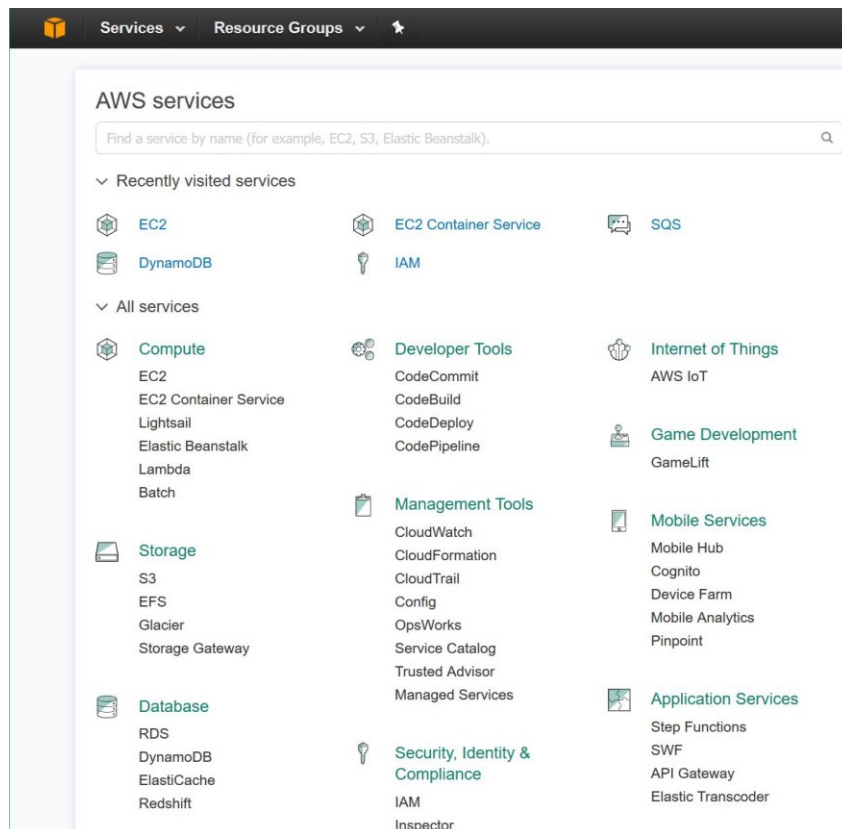 Services
Resource Groups
AWS services
Find a service by name (for example, EC2, S3, Elastic Beanstalk).
Recently visited services
EC2
EC2 Container Service
SQS
DynamoDB
IAM
All services
Compute
EC2
EC2 Container Service
Lightsail
Elastic Beanstalk
Lambda
Batch
Storage
S3
EFS
Glacier
Storage Gateway
Database
RDS
DynamoDB
ElastiCache
Redshift
Developer Tools
CodeCommit
CodeBuild
CodeDeploy
CodePipeline
Management Tools
CloudWatch
CloudFormation
CloudTrail
Config
OpsWorks
Service Catalog
Trusted Advisor
Managed Services
Security, Identity &
Compliance
IAM
Inspector
Internet of Things
AWS IoT
Game Development
GameLift
Mobile Services
Mobile Hub
Cognito
Device Farm
Mobile Analytics
Pinpoint
Application Services
Step Functions
SWF
API Gateway
Elastic Transcoder